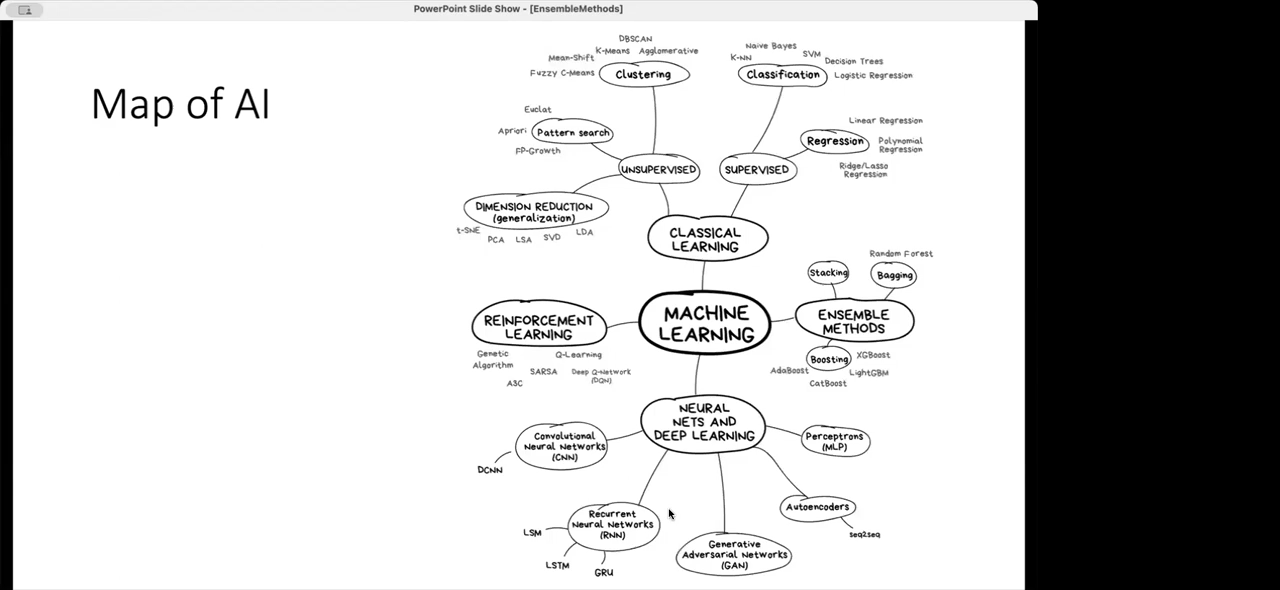 PowerPoint Slide Show - [EnsembleMethods]
Map of AI
DBSCAN
K-Means
Agglomerative
Mean-Shift
Fuzzy C-Means
Clustering
Naive Bayes
SVM
K-NN
Decision Trees
Classification
Logistic Regression
Euclat
Apriori
Pattern search
FP-Growth
Linear Regression
Regression
Polynomial
Regression
Ridge/Lasso
Regression
UNSUPERVISED
SUPERVISED
DIMENSION REDUCTION
(generalization)
t-SNE
PCA
LSA
SVD
LDA
CLASSICAL
LEARNING
Random Forest
Stacking
Bagging
REINFORCEMENT
LEARNING
MACHINE
LEARNING
ENSEMBLE
METHODS
Genetic
Algorithm
Q-Learning
SARSA
Deep Q-Network
(DQN)
A3C
Boosting
XGBoost
AdaBoost
LightGBM
CatBoost
NEURAL
NETS AND
DEEP LEARNING
Convolutional
Neural Networks
(CNN)
DCNN
Perceptrons
(MLP)
Autoencoders
seq2seq
Recurrent
Neural Networks
(RNN)
LSM
LSTM
GRU
Generative
Adversarial Networks
(GAN)